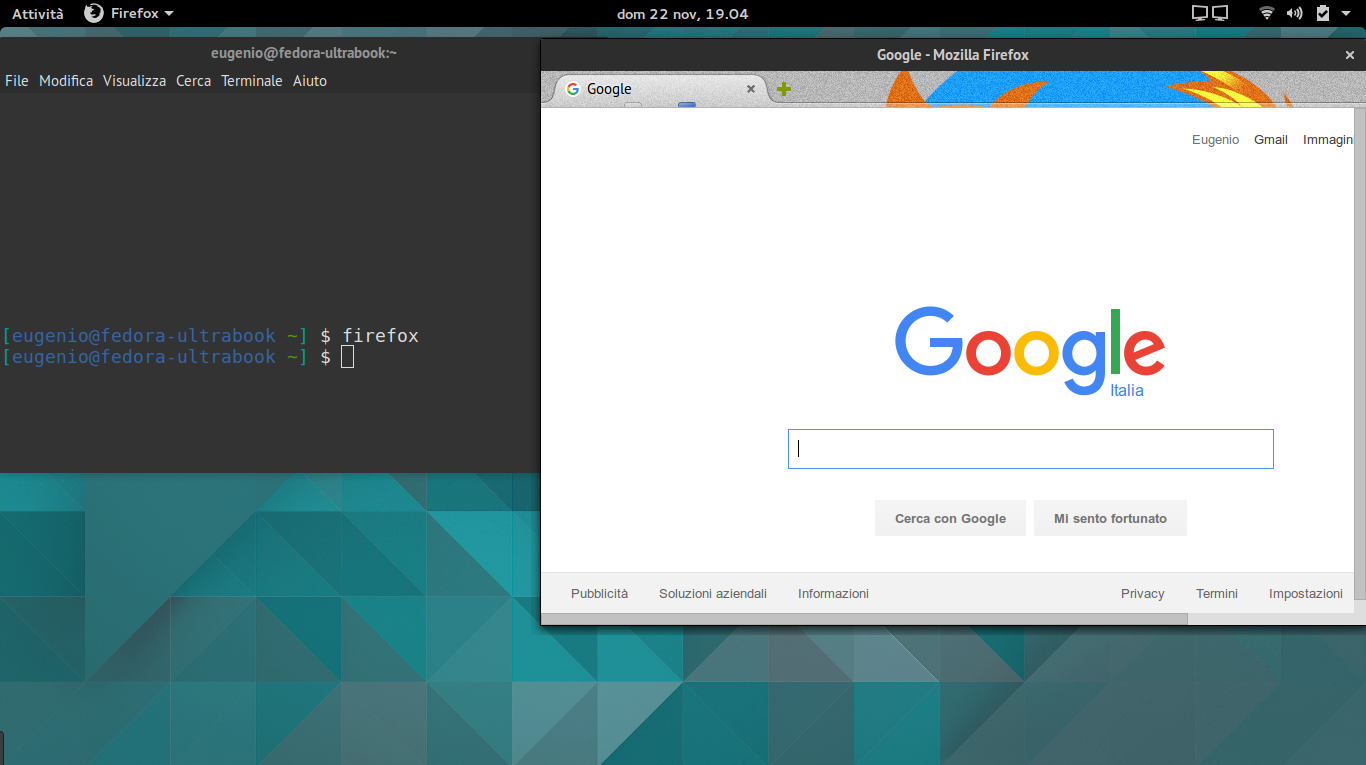 Attività Firefox dom 22 nov, 19.04
eugenio@fedora-ultrabook:~
File Modifica Visualizza Cerca Terminale Aiuto
[eugenio@fedora-ultrabook ~] $ firefox
[eugenio@fedora-ultrabook ~] $
Google - Mozilla Firefox
Google
Eugenio Gmail Immagin
Google
Italia
Cerca con Google Mi sento fortunato
Pubblicità Soluzioni aziendali Informazioni Privacy Termini Impostazioni